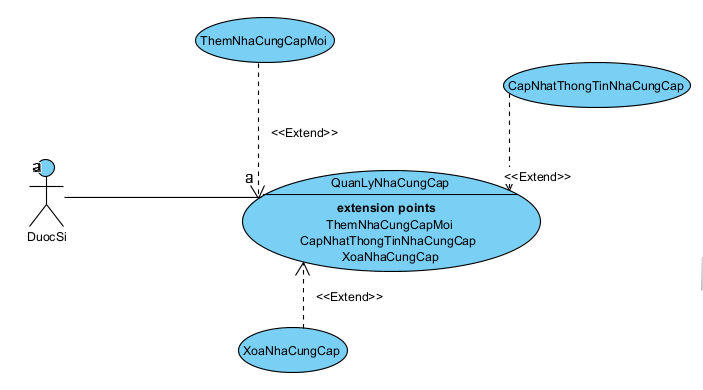 ThemNhaCungCapMoi
CapNhatThongTinNhaCungCap
<<Extend>>
<<Extend>>
a
a
QuanLyNhaCungCap
extension points
ThemNhaCungCapMoi
CapNhatThongTinNhaCungCap
XoaNhaCungCap
DuocSi
<<Extend>>
XoaNhaCungCap